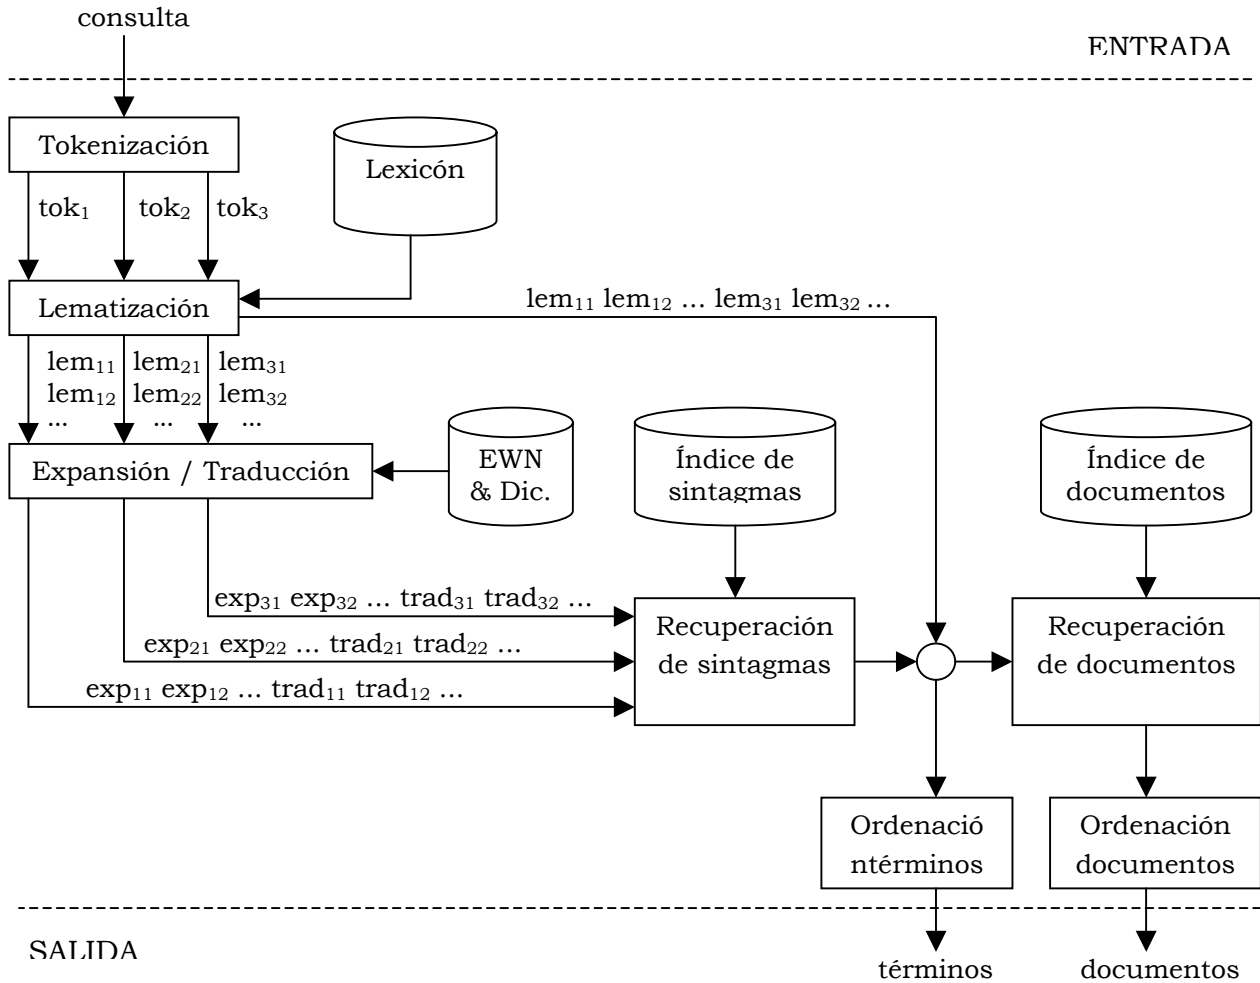 consulta
ENTRADA
Tokenización
Lexicón
tok₁ tok₂ tok₃
Lematización
lem₁₁ lem₁₂ ... lem₃₁ lem₃₂ ...
lem₁₁ lem₂₁ lem₃₁
lem₁₂ lem₂₂ lem₃₂
... ... ...
Expansión / Traducción
EWN
& Dic.
Índice de
sintagmas
Índice de
documentos
exp₃₁ exp₃₂ ... trad₃₁ trad₃₂ ...
exp₂₁ exp₂₂ ... trad₂₁ trad₂₂ ...
exp₁₁ exp₁₂ ... trad₁₁ trad₁₂ ...
Recuperación
de sintagmas
Recuperación
de documentos
Ordenació
ntérminos
Ordenación
documentos
SALIDA
términos
documentos